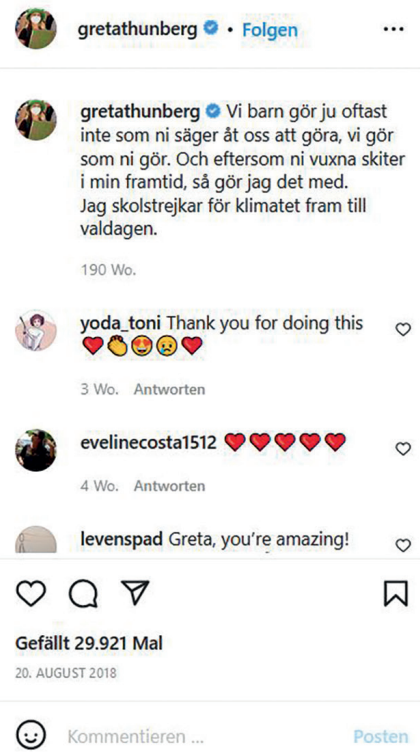 gretathunberg • Folgen
gretathunberg Vi barn gör ju oftast
inte som ni säger åt oss att göra, vi gör
som ni gör. Och eftersom ni vuxna skiter
i min framtid, så gör jag det med.
Jag skolstrejkar för klimatet fram till
valdagen.
190 Wo.
yoda_toni Thank you for doing this
❤️👏😍😢❤️
3 Wo. Antworten
evelinecosta1512 ❤️❤️❤️❤️❤️
4 Wo. Antworten
levenspad Greta, you're amazing!
Gefällt 29.921 Mal
20. AUGUST 2018
Kommentieren ... Posten